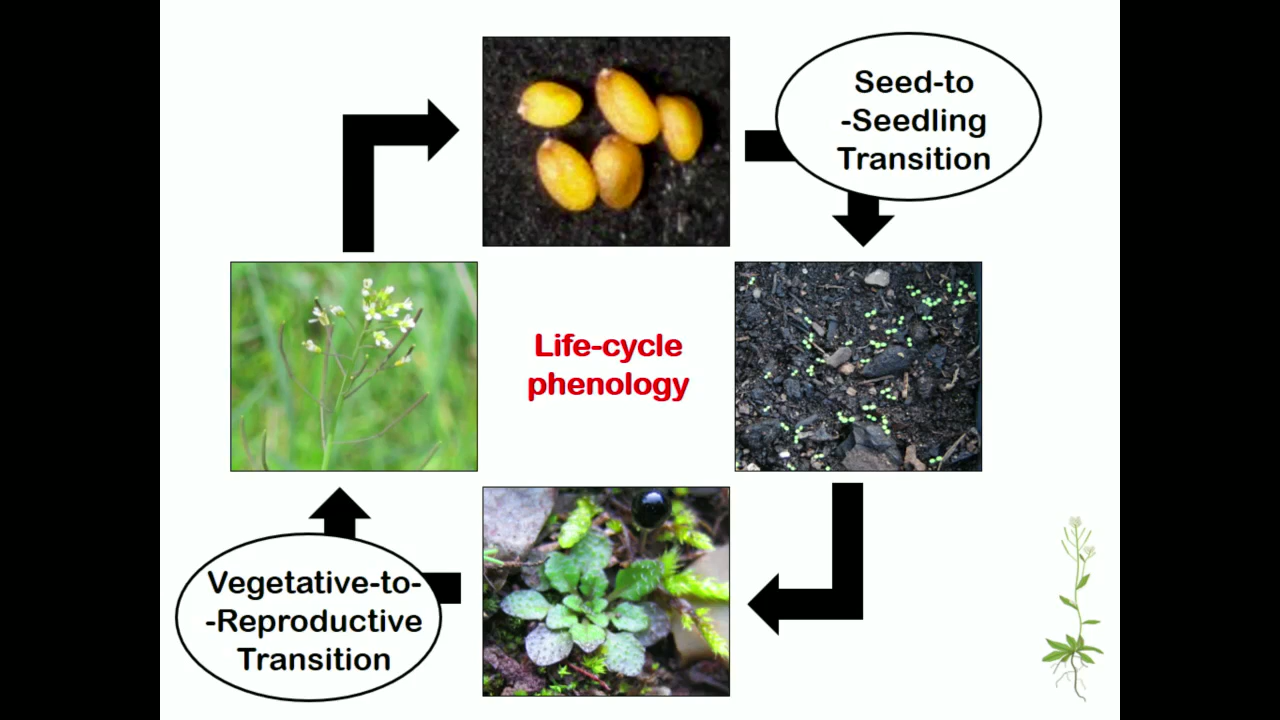 Seed-to
-Seedling
Transition
Life-cycle
phenology
Vegetative-to-
-Reproductive
Transition